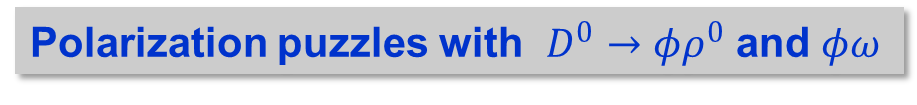 Polarization puzzles with D⁰ → ϕρ⁰ and ϕω